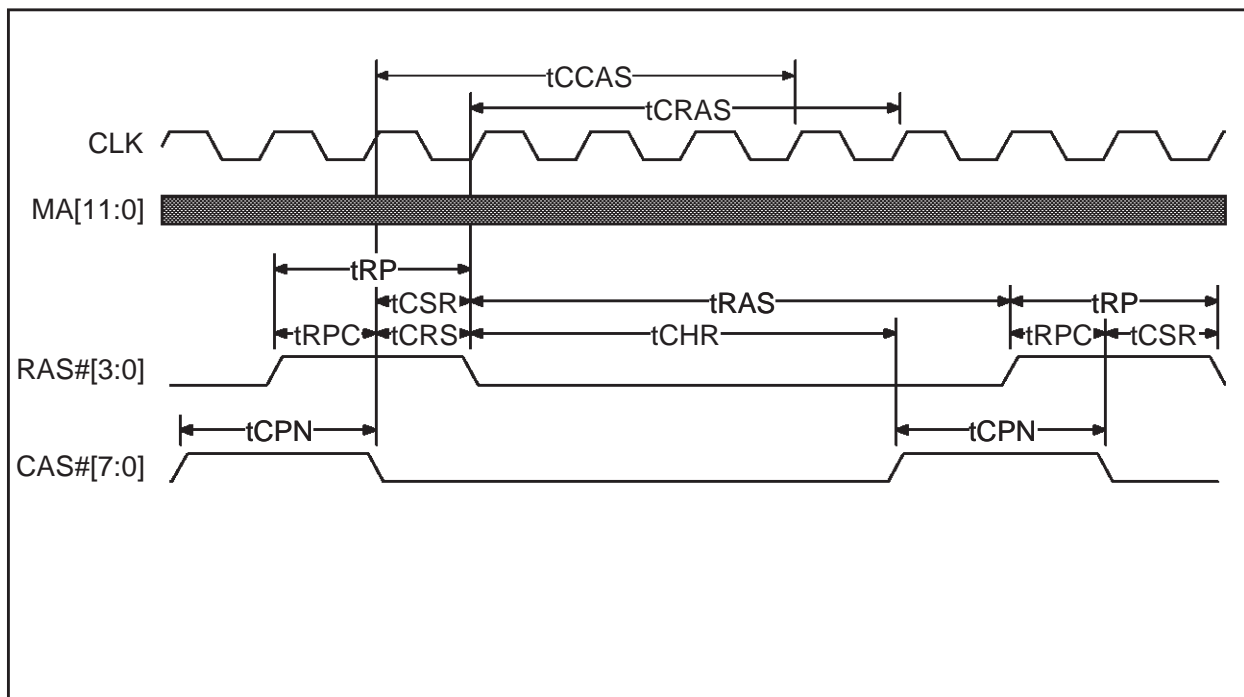 tCCAS
tCRAS
CLK
MA[11:0]
tRP
tCSR tRAS tRP
tRPC tCRS tCHR tRPC tCSR
RAS#[3:0]
tCPN tCPN
CAS#[7:0]